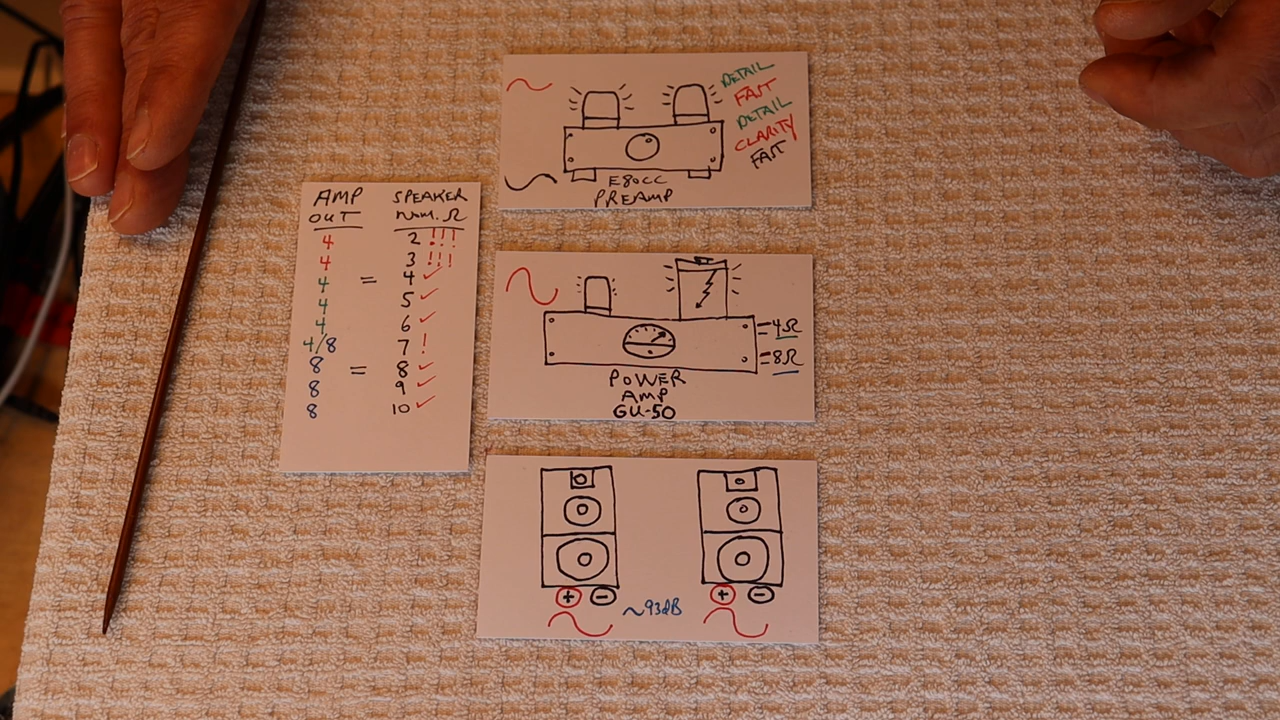 DETAIL
FAST
DETAIL
CLARITY
FAST
E80CC
PREAMP
AMP SPEAKER
OUT NOM. Ω
4 2 !!!
4 3 !!!
4 = 4 ✓
4 5 ✓
4 6 ✓
4/8 7 !
8 = 8 ✓
8 9 ✓
8 10 ✓
4Ω
8Ω
POWER
AMP
GU-50
+ − ~93dB + −